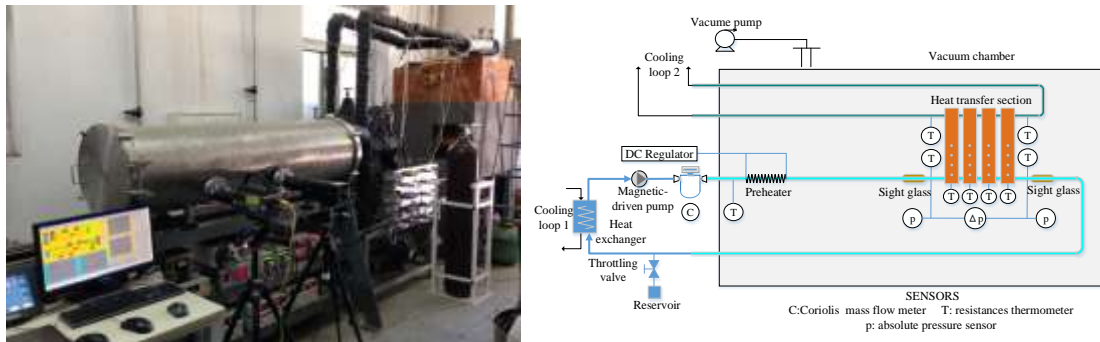 Vacume pump
Cooling
loop 2
Vacuum chamber
Heat transfer section
T
T
T
T
DC Regulator
Magnetic-
driven pump
C
Preheater
T
Sight glass
T
T
T
T
Sight glass
p
Δp
p
Cooling
loop 1
Heat
exchanger
Throttling
valve
Reservoir
SENSORS
C:Coriolis mass flow meter T: resistances thermometer
p: absolute pressure sensor